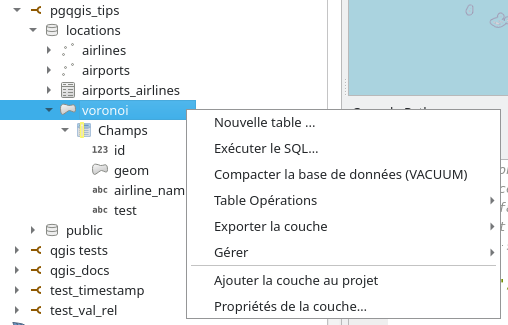 pgqgis_tips
locations
airlines
airports
airports_airlines
voronoi
Champs
123 id
geom
abc airline_nam
abc test
public
qgis tests
qgis_docs
test_timestamp
test_val_rel
Nouvelle table ...
Exécuter le SQL...
Compacter la base de données (VACUUM)
Table Opérations
Exporter la couche
Gérer
Ajouter la couche au projet
Propriétés de la couche...